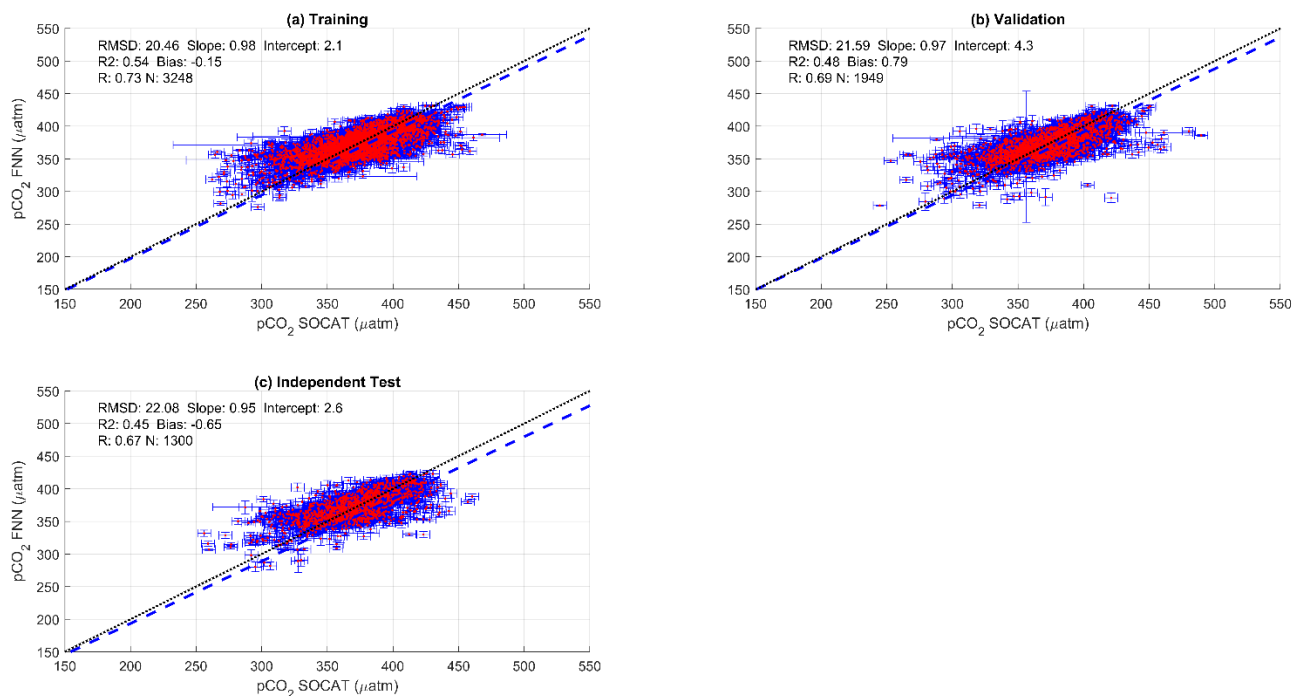 (a) Training
RMSD: 20.46 Slope: 0.98 Intercept: 2.1
R2: 0.54 Bias: -0.15
R: 0.73 N: 3248
550
500
450
400
350
300
250
200
150
pCO2 FNN (μatm)
150 200 250 300 350 400 450 500 550
pCO2 SOCAT (μatm)
(b) Validation
RMSD: 21.59 Slope: 0.97 Intercept: 4.3
R2: 0.48 Bias: 0.79
R: 0.69 N: 1949
550
500
450
400
350
300
250
200
150
pCO2 FNN (μatm)
150 200 250 300 350 400 450 500 550
pCO2 SOCAT (μatm)
(c) Independent Test
RMSD: 22.08 Slope: 0.95 Intercept: 2.6
R2: 0.45 Bias: -0.65
R: 0.67 N: 1300
550
500
450
400
350
300
250
200
150
pCO2 FNN (μatm)
150 200 250 300 350 400 450 500 550
pCO2 SOCAT (μatm)